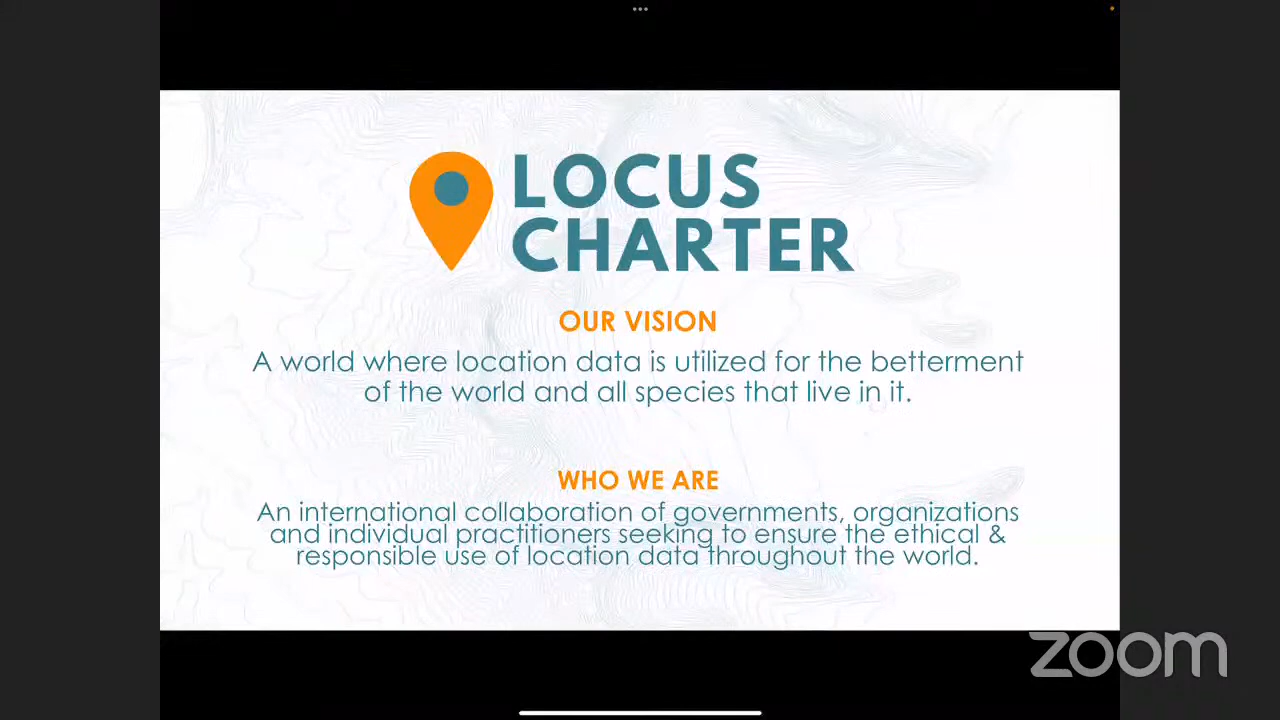 LOCUS
CHARTER
OUR VISION
A world where location data is utilized for the betterment
of the world and all species that live in it.
WHO WE ARE
An international collaboration of governments, organizations
and individual practitioners seeking to ensure the ethical &
responsible use of location data throughout the world.
zoom